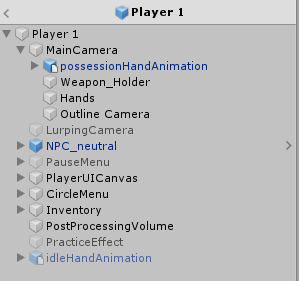 Player 1
Player 1
MainCamera
possessionHandAnimation
Weapon_Holder
Hands
Outline Camera
LurpingCamera
NPC_neutral
PauseMenu
PlayerUICanvas
CircleMenu
Inventory
PostProcessingVolume
PracticeEffect
idleHandAnimation